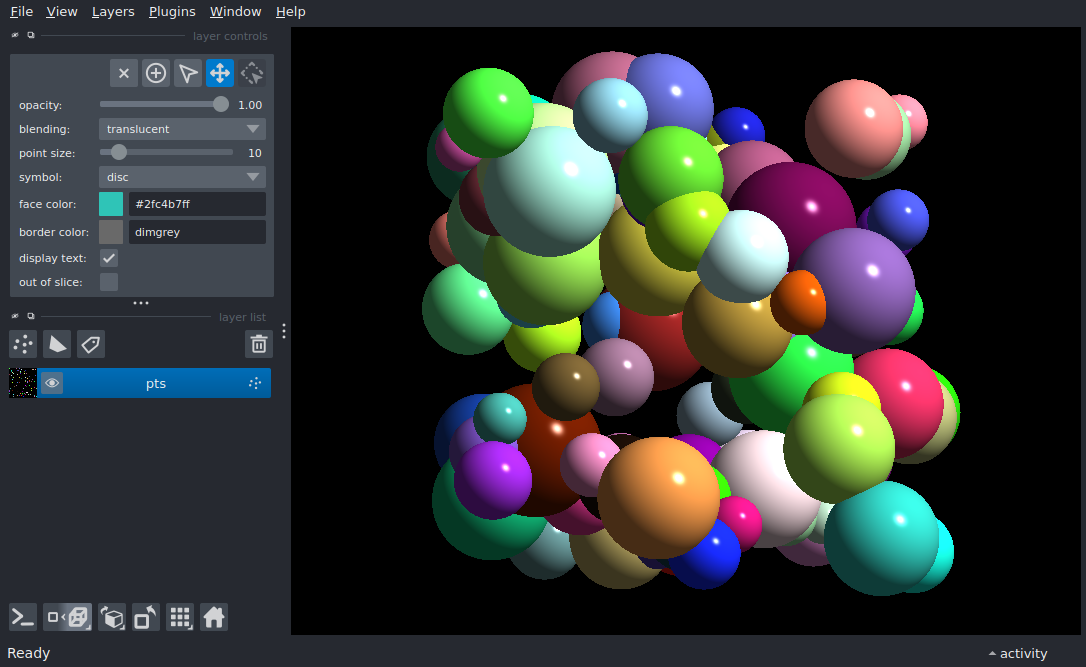 File View Layers Plugins Window Help
layer controls
opacity: 1.00
blending: translucent
point size: 10
symbol: disc
face color: #2fc4b7ff
border color: dimgrey
display text:
out of slice:
layer list
pts
Ready
activity